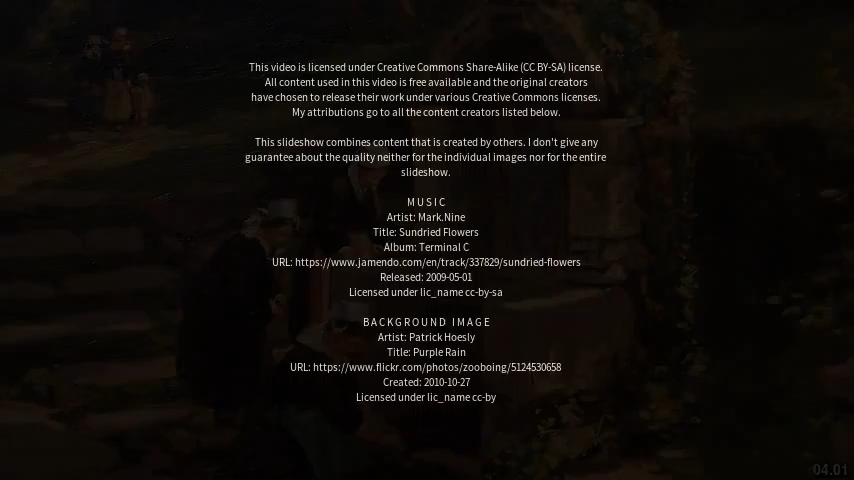 This video is licensed under Creative Commons Share-Alike (CC BY-SA) license.
All content used in this video is free available and the original creators
have chosen to release their work under various Creative Commons licenses.
My attributions go to all the content creators listed below.
This slideshow combines content that is created by others. I don't give any
guarantee about the quality neither for the individual images nor for the entire
slideshow.
MUSIC
Artist: Mark.Nine
Title: Sundried Flowers
Album: Terminal C
URL: https://www.jamendo.com/en/track/337829/sundried-flowers
Released: 2009-05-01
Licensed under lic_name cc-by-sa
BACKGROUND IMAGE
Artist: Patrick Hoesly
Title: Purple Rain
URL: https://www.flickr.com/photos/zooboing/5124530658
Created: 2010-10-27
Licensed under lic_name cc-by
04.01